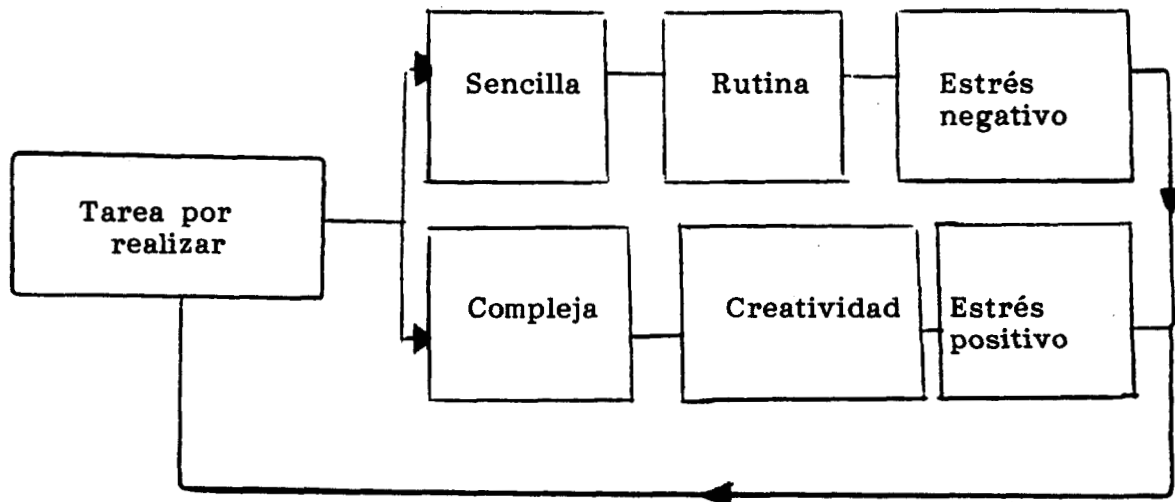 Sencilla
Rutina
Estrés
negativo
Tarea por
realizar
Compleja
Creatividad
Estrés
positivo